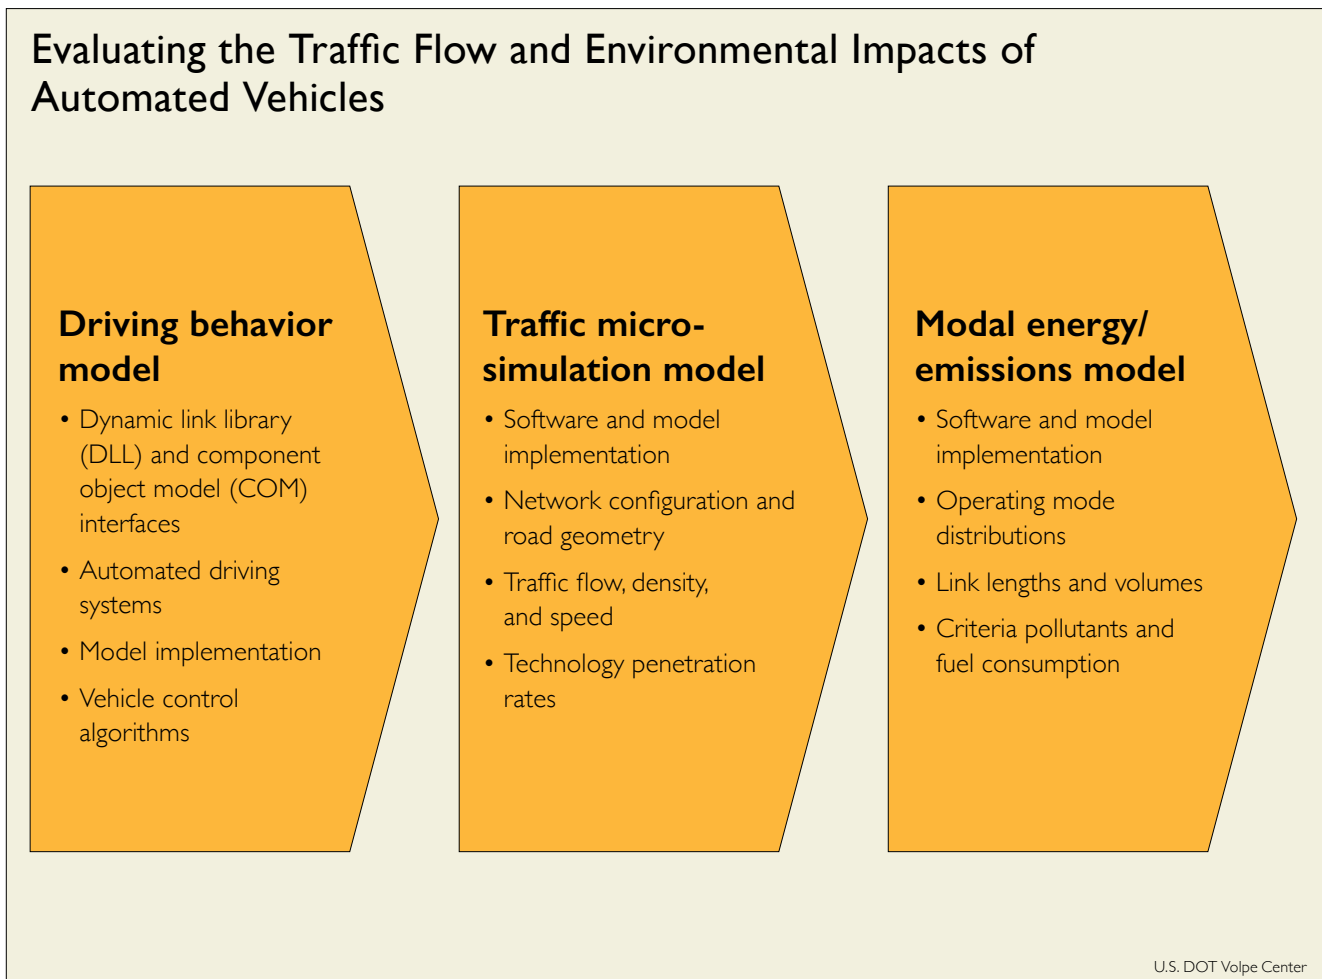 Evaluating the Traffic Flow and Environmental Impacts of
Automated Vehicles
Driving behavior
model
• Dynamic link library
(DLL) and component
object model (COM)
interfaces
• Automated driving
systems
• Model implementation
• Vehicle control
algorithms
Traffic micro-
simulation model
• Software and model
implementation
• Network configuration and
road geometry
• Traffic flow, density,
and speed
• Technology penetration
rates
Modal energy/
emissions model
• Software and model
implementation
• Operating mode
distributions
• Link lengths and volumes
• Criteria pollutants and
fuel consumption
U.S. DOT Volpe Center